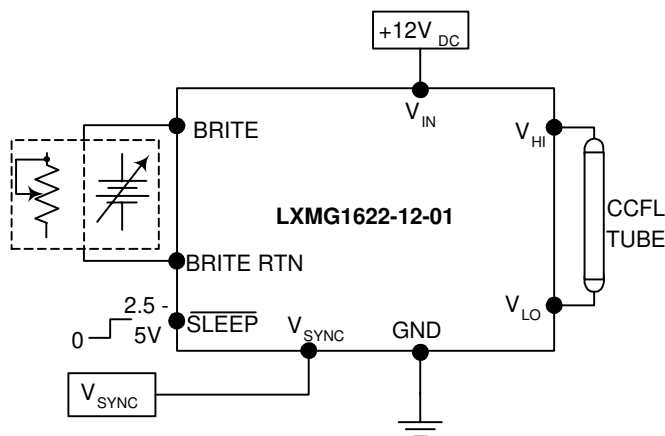 +12V DC
V IN
BRITE
V HI
LXMG1622-12-01
CCFL
TUBE
BRITE RTN
2.5 -
5V
0
SLEEP
V SYNC
GND
V LO
V SYNC